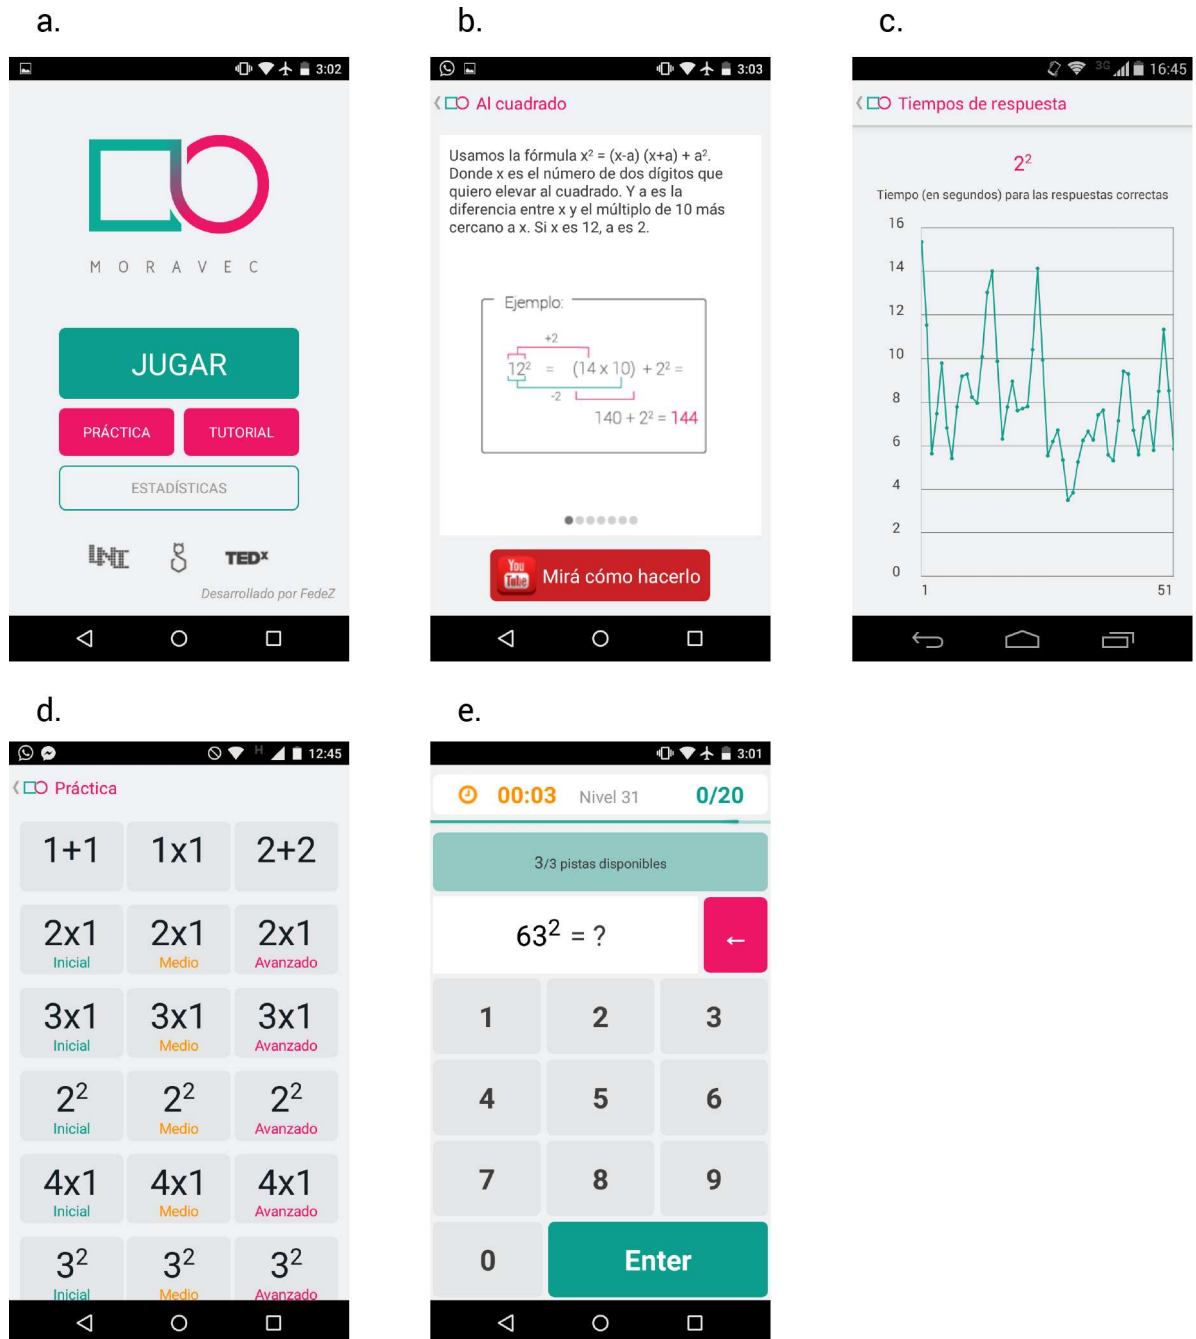 a.
3:02
MORAVEC
JUGAR
PRÁCTICA TUTORIAL
ESTADÍSTICAS
TEDx
Desarrollado por FedeZ
b.
3:03
Al cuadrado
Usamos la fórmula x² = (x-a) (x+a) + a².
Donde x es el número de dos dígitos que
quiero elevar al cuadrado. Y a es la
diferencia entre x y el múltiplo de 10 más
cercano a x. Si x es 12, a es 2.
Ejemplo:
+2
12² = (14 x 10) + 2² =
-2
140 + 2² = 144
You
Tube
Mirá cómo hacerlo
c.
3G 16:45
Tiempos de respuesta
2²
Tiempo (en segundos) para las respuestas correctas
16
14
12
10
8
6
4
2
0
1 51
d.
H 12:45
Práctica
1+1 1x1 2+2
2x1 2x1 2x1
Inicial Medio Avanzado
3x1 3x1 3x1
Inicial Medio Avanzado
2² 2² 2²
Inicial Medio Avanzado
4x1 4x1 4x1
Inicial Medio Avanzado
3² 3² 3²
Inicial Medio Avanzado
e.
3:01
00:03 Nivel 31 0/20
3/3 pistas disponibles
63² = ? ←
1 2 3
4 5 6
7 8 9
0 Enter